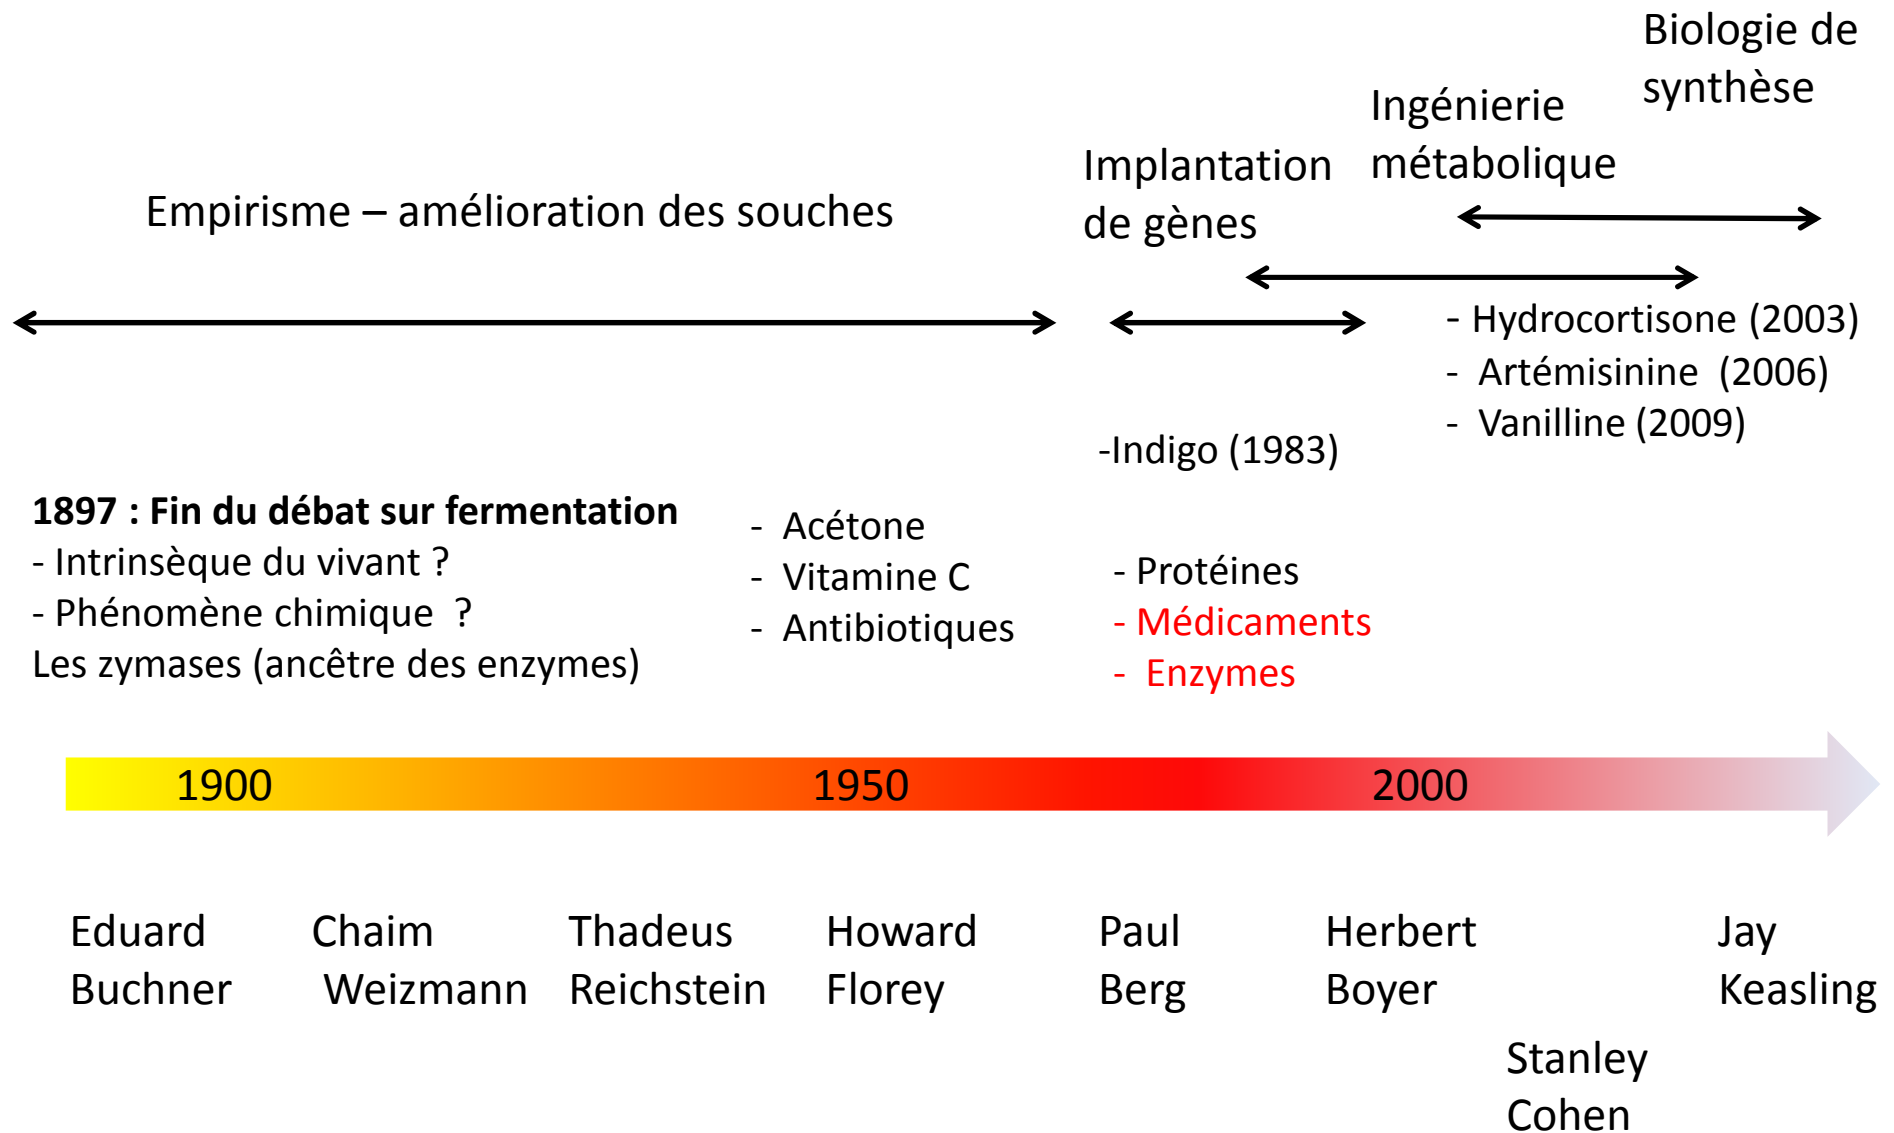 Biologie de
synthèse
Ingénierie
métabolique
Implantation
de gènes
Empirisme – amélioration des souches
- Hydrocortisone (2003)
- Artémisinine (2006)
- Vanilline (2009)
-Indigo (1983)
1897 : Fin du débat sur fermentation
- Intrinsèque du vivant ?
- Phénomène chimique ?
Les zymases (ancêtre des enzymes)
- Acétone
- Vitamine C
- Antibiotiques
- Protéines
- Médicaments
- Enzymes
1900
1950
2000
Eduard
Buchner
Chaim
Weizmann
Thadeus
Reichstein
Howard
Florey
Paul
Berg
Herbert
Boyer
Stanley
Cohen
Jay
Keasling